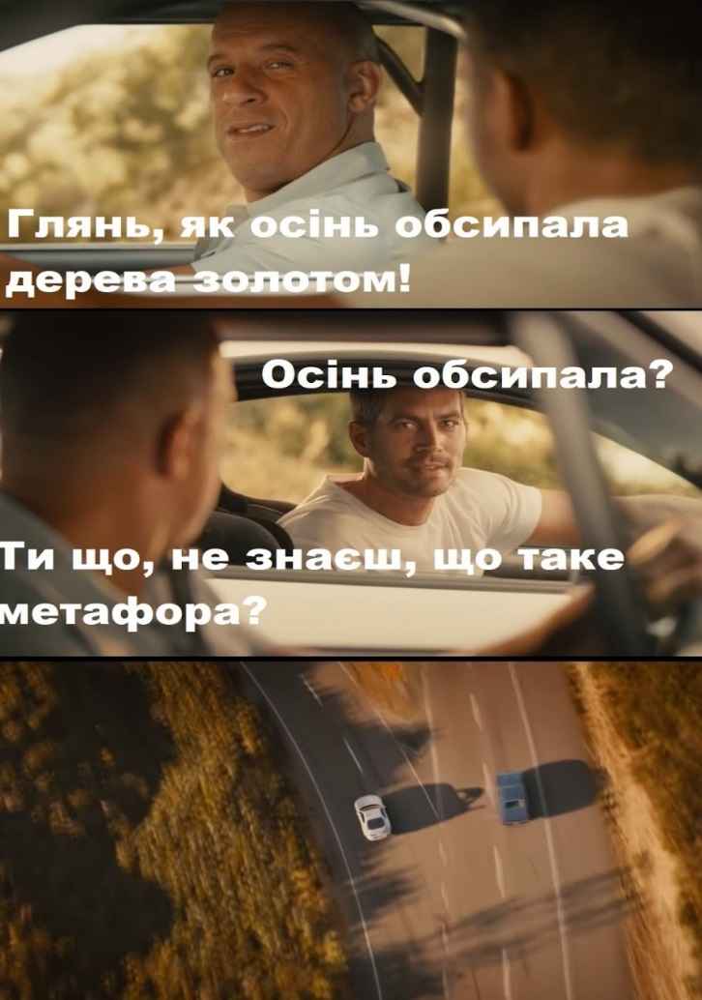 Глянь, як осінь обсипала
дерева золотом!
Осінь обсипала?
Ти що, не знаєш, що таке
метафора?